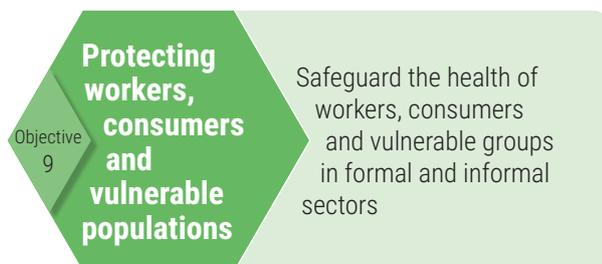 Objective
9
Protecting
workers,
consumers
and
vulnerable
populations
Safeguard the health of
workers, consumers
and vulnerable groups
in formal and informal
sectors